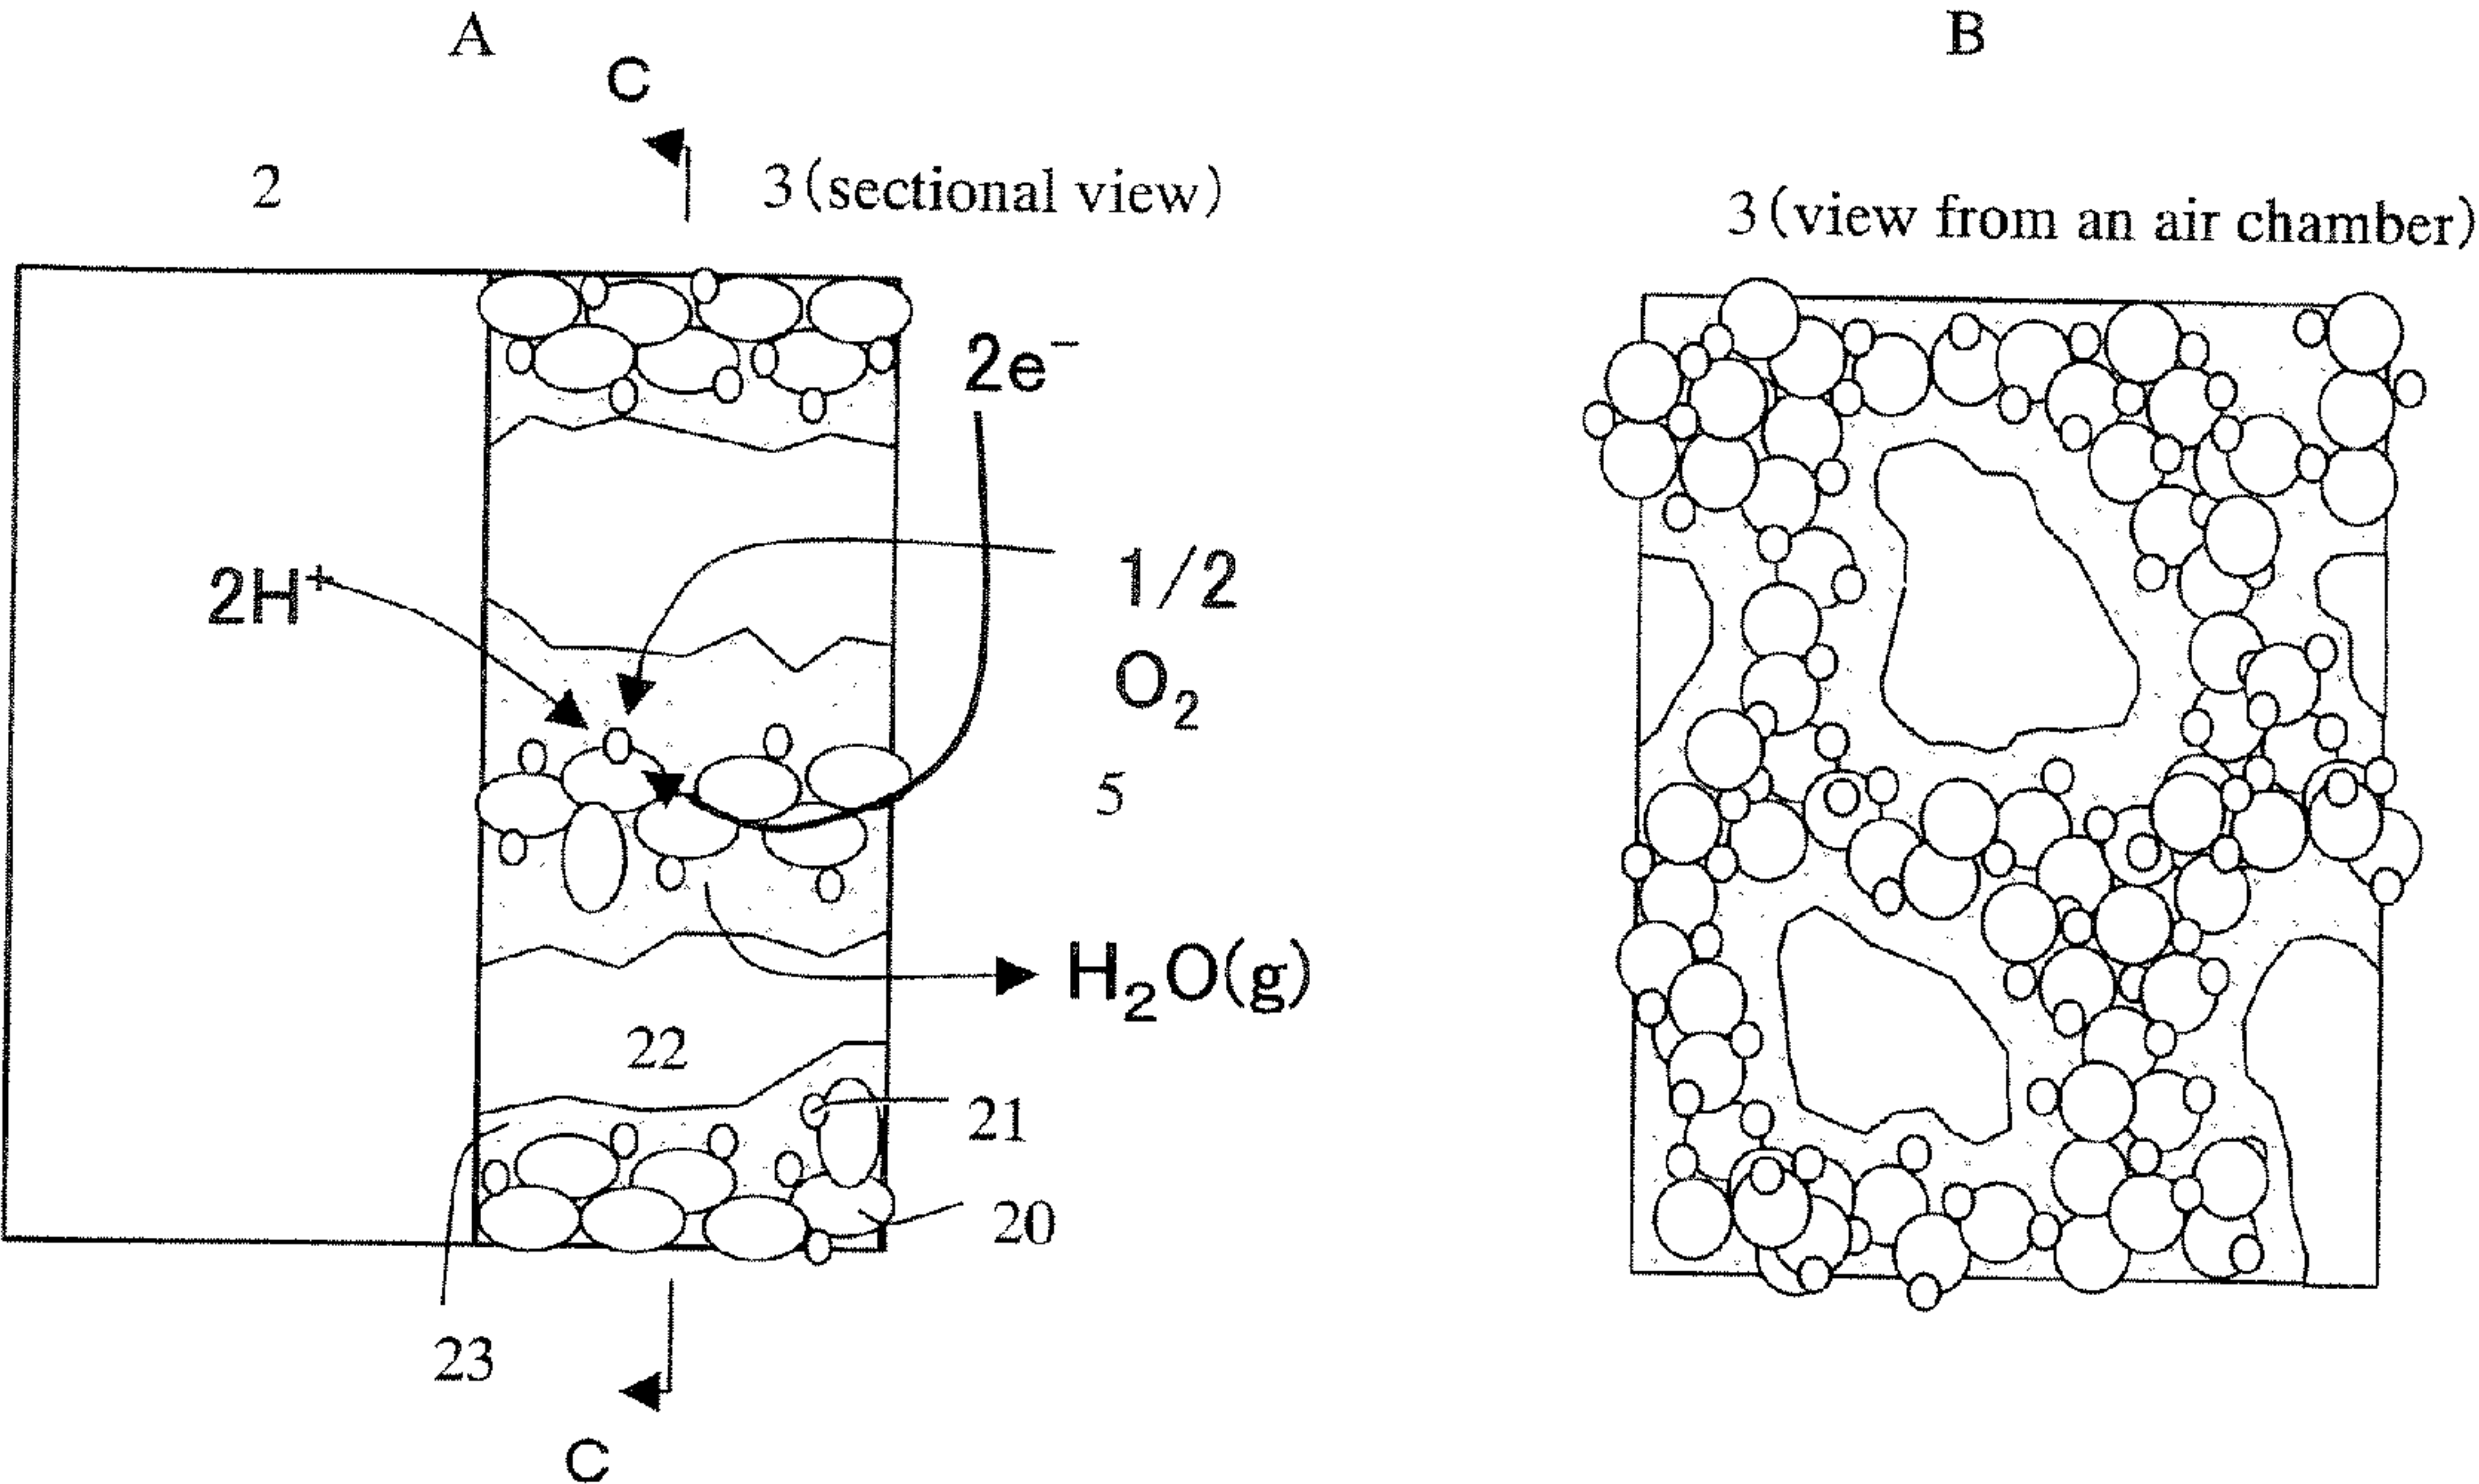 A
B
C
2
3(sectional view)
3(view from an air chamber)
2e⁻
2H⁺
1/2
O₂
5
H₂O(g)
22
21
20
23
C